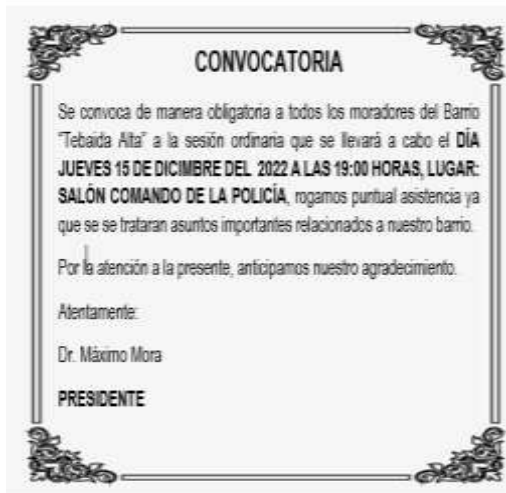 CONVOCATORIA
Se convoca de manera obligatoria a todos los moradores del Barrio
"Tebaida Alta" a la sesión ordinaria que se llevará a cabo el DÍA
JUEVES 15 DE DICIMBRE DEL 2022 A LAS 19:00 HORAS, LUGAR:
SALÓN COMANDO DE LA POLICÍA, rogamos puntual asistencia ya
que se se trataran asuntos importantes relacionados a nuestro barrio.
Por la atención a la presente, anticipamos nuestro agradecimiento.
Atentamente:
Dr. Máximo Mora
PRESIDENTE